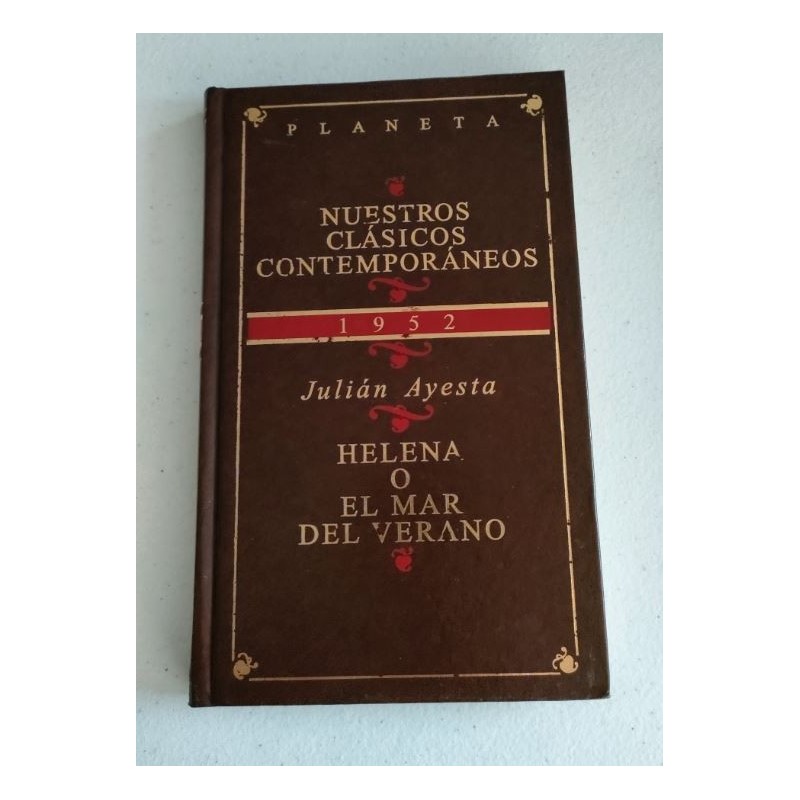 PLANETA
NUESTROS
CLÁSICOS
CONTEMPORÁNEOS
1952
Julián Ayesta
HELENA
O
EL MAR
DEL VERANO